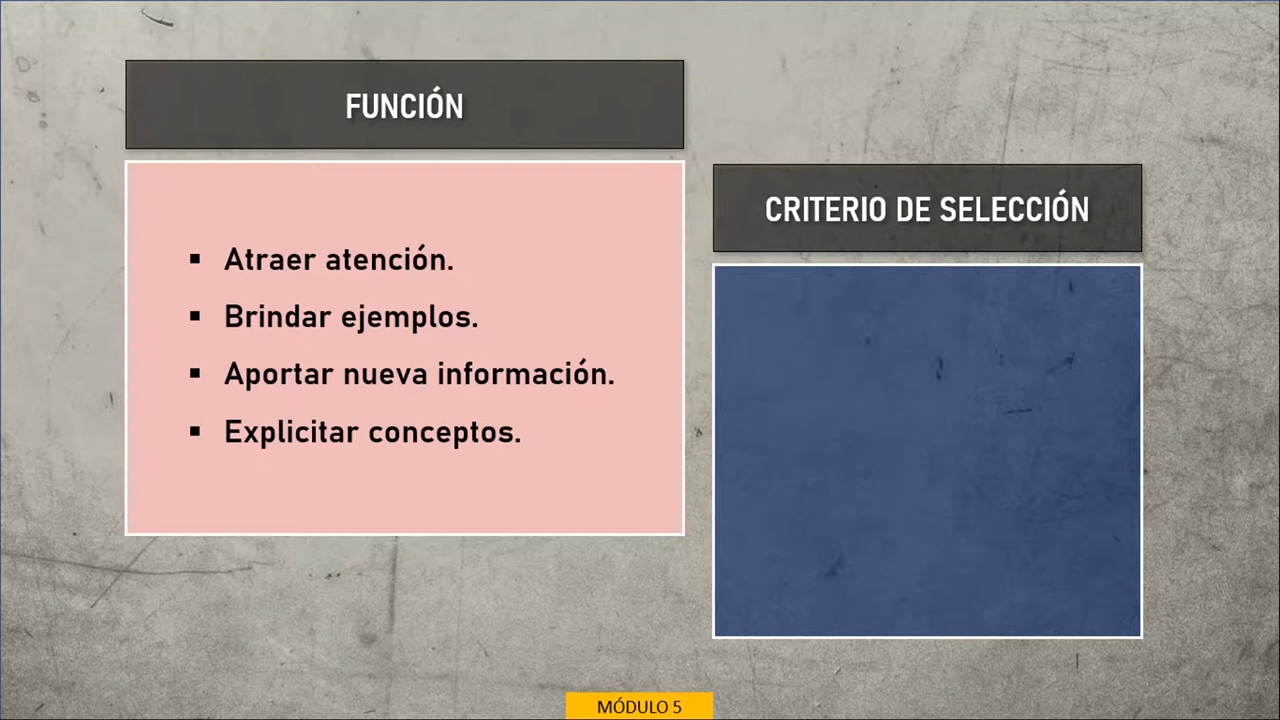 FUNCIÓN
▪ Atraer atención.
▪ Brindar ejemplos.
▪ Aportar nueva información.
▪ Explicitar conceptos.
CRITERIO DE SELECCIÓN
MÓDULO 5